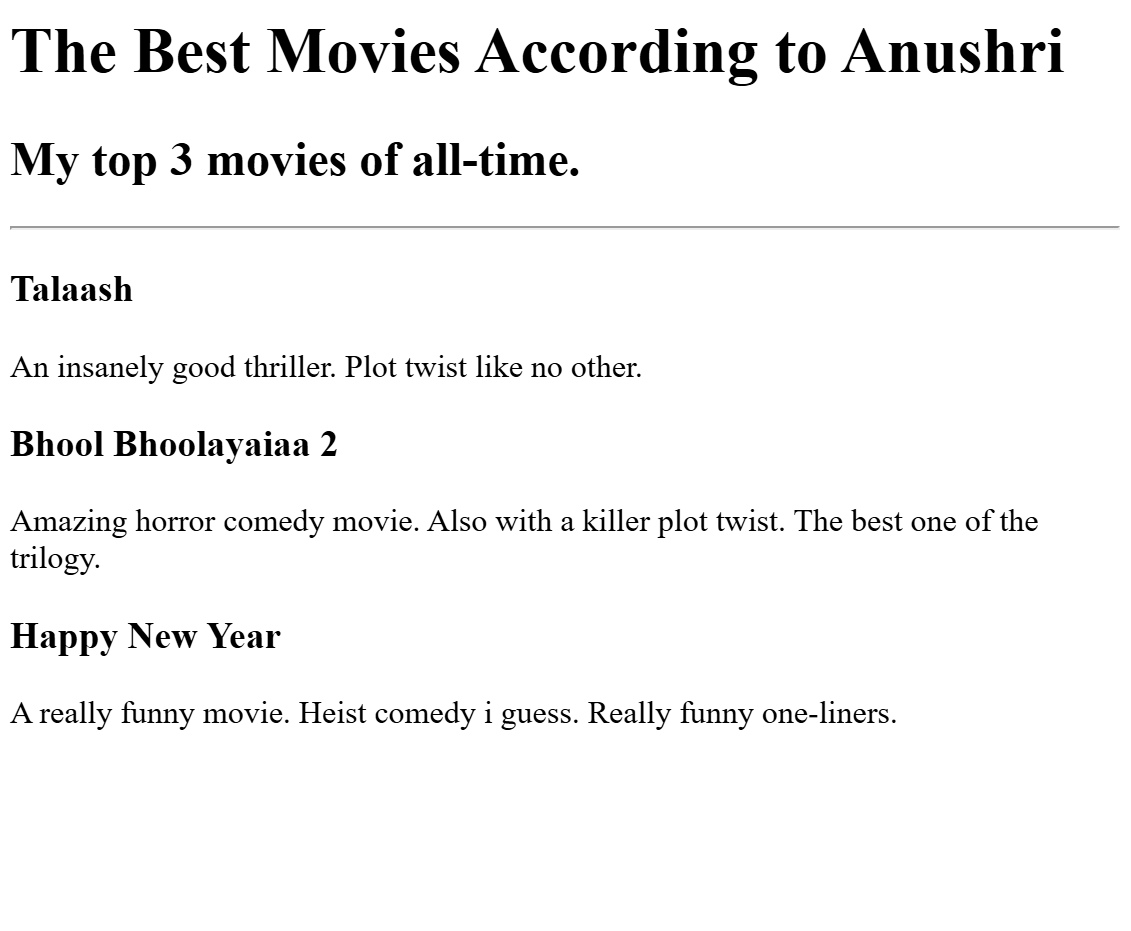 The Best Movies According to Anushri
My top 3 movies of all-time.
Talaash
An insanely good thriller. Plot twist like no other.
Bhool Bhoolayaiaa 2
Amazing horror comedy movie. Also with a killer plot twist. The best one of the
trilogy.
Happy New Year
A really funny movie. Heist comedy i guess. Really funny one-liners.